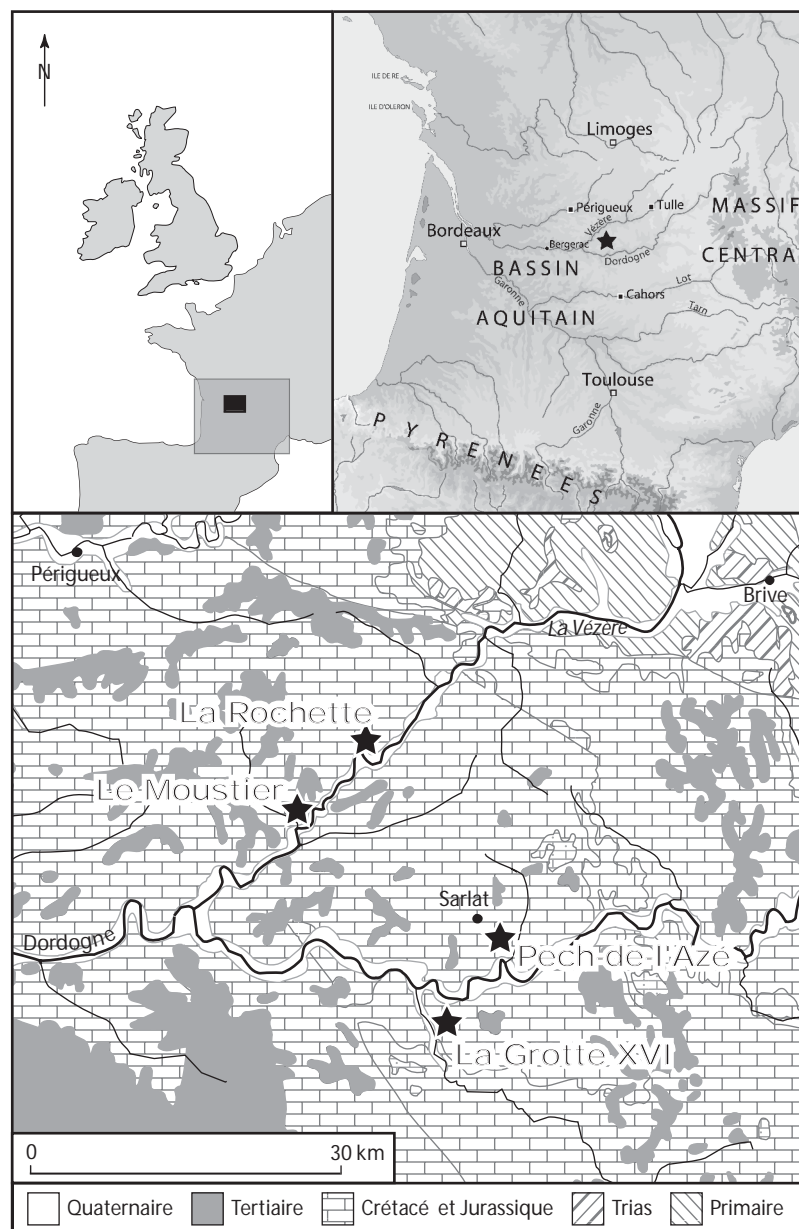 N
ILE DE RE
ILE D'OLERON
Limoges
Périgueux
Tulle
MASSIF
Vézère
Bordeaux
Bergerac
Dordogne
CENTRA
BASSIN
Lot
Garonne
Cahors
AQUITAIN
Tarn
Toulouse
Garonne
PYRENEES
Périgueux
Brive
La Vézère
La Rochette
Le Moustier
Sarlat
Dordogne
Pech de l'Azé
La Grotte XVI
0 30 km
Quaternaire Tertiaire Crétacé et Jurassique Trias Primaire